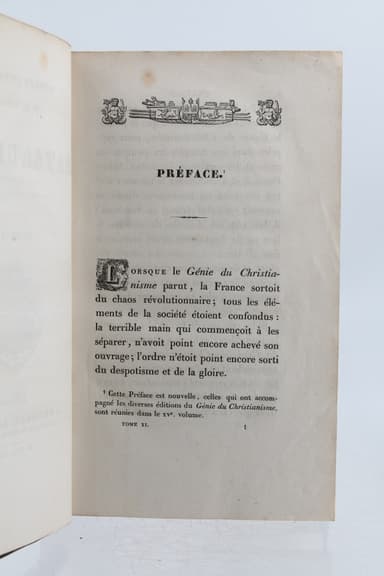 PRÉFACE.¹
LORSQUE le Génie du Christia-
nisme parut, la France sortoit
du chaos révolutionnaire; tous les élé-
ments de la société étoient confondus:
la terrible main qui commençoit à les
séparer, n'avoit point encore achevé son
ouvrage; l'ordre n'étoit point encore sorti
du despotisme et de la gloire.
¹ Cette Préface est nouvelle, celles qui ont accom-
pagné les diverses éditions du Génie du Christianisme,
sont réunies dans le XVᵉ. volume.
TOME XI. 1